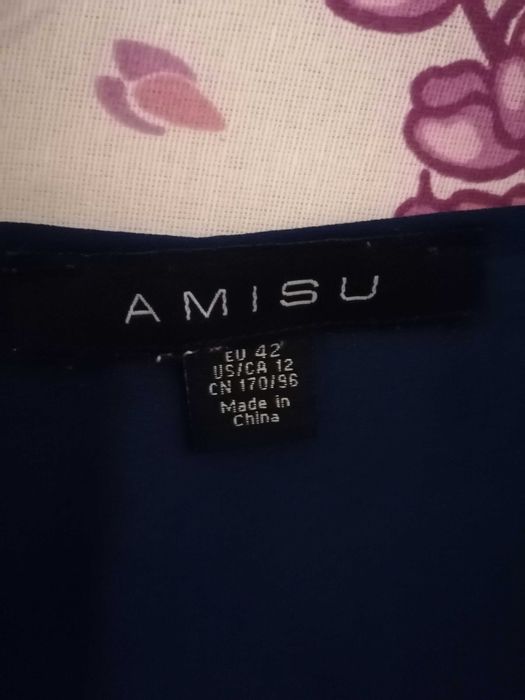 AMISU
EU 42
US/CA 12
CN 170/96
Made in
China